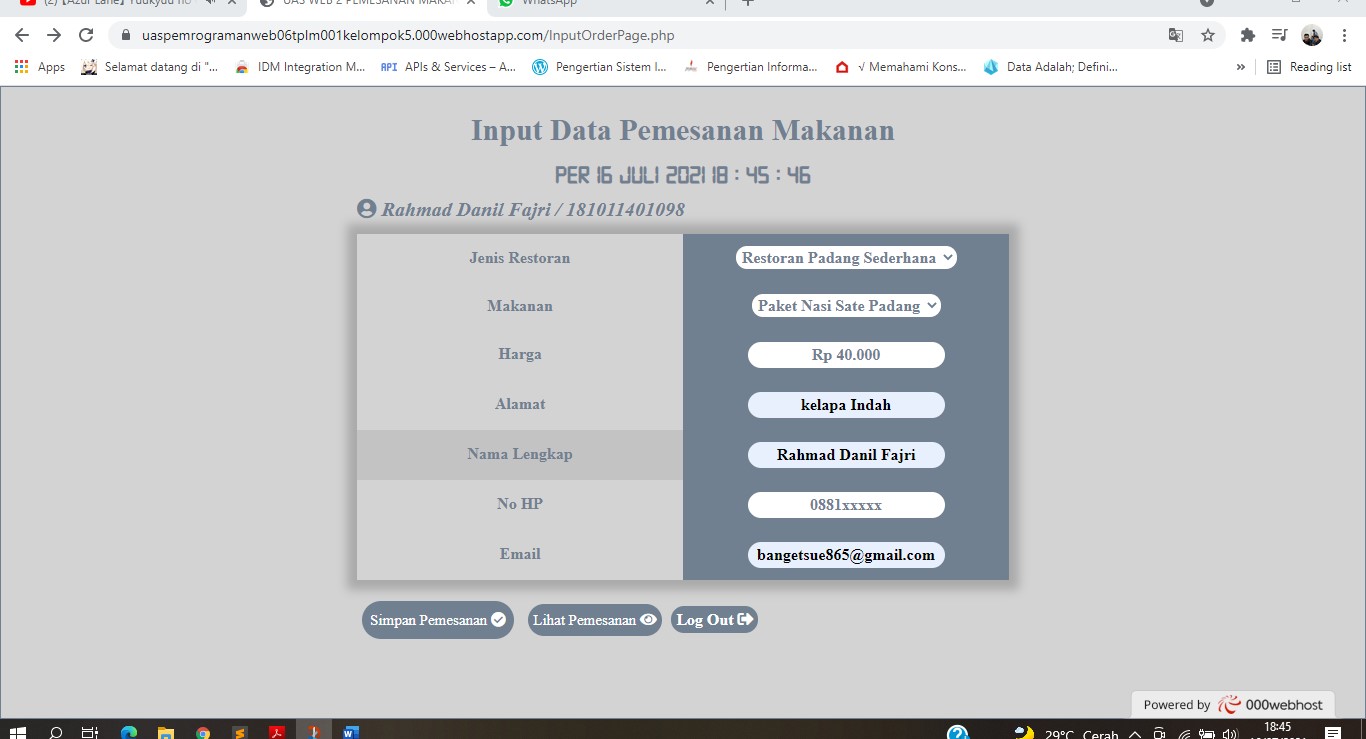 (2) [Azur Lane] Yuukyuu no
UAS WEB 2 PEMESANAN MAKAN
WhatsApp
uaspemrogramanweb06tplm001kelompok5.000webhostapp.com/InputOrderPage.php
Apps Selamat datang di "... IDM Integration M... API APIs & Services – A... Pengertian Sistem I... Pengertian Informa... √ Memahami Kons... Data Adalah; Defini... » Reading list
Input Data Pemesanan Makanan
PER 16 JULI 2021 18 : 45 : 46
Rahmad Danil Fajri / 181011401098
Jenis Restoran Restoran Padang Sederhana
Makanan Paket Nasi Sate Padang
Harga Rp 40.000
Alamat kelapa Indah
Nama Lengkap Rahmad Danil Fajri
No HP 0881xxxxx
Email bangetsue865@gmail.com
Simpan Pemesanan Lihat Pemesanan Log Out
Powered by 000webhost
29°C Cerah 18:45